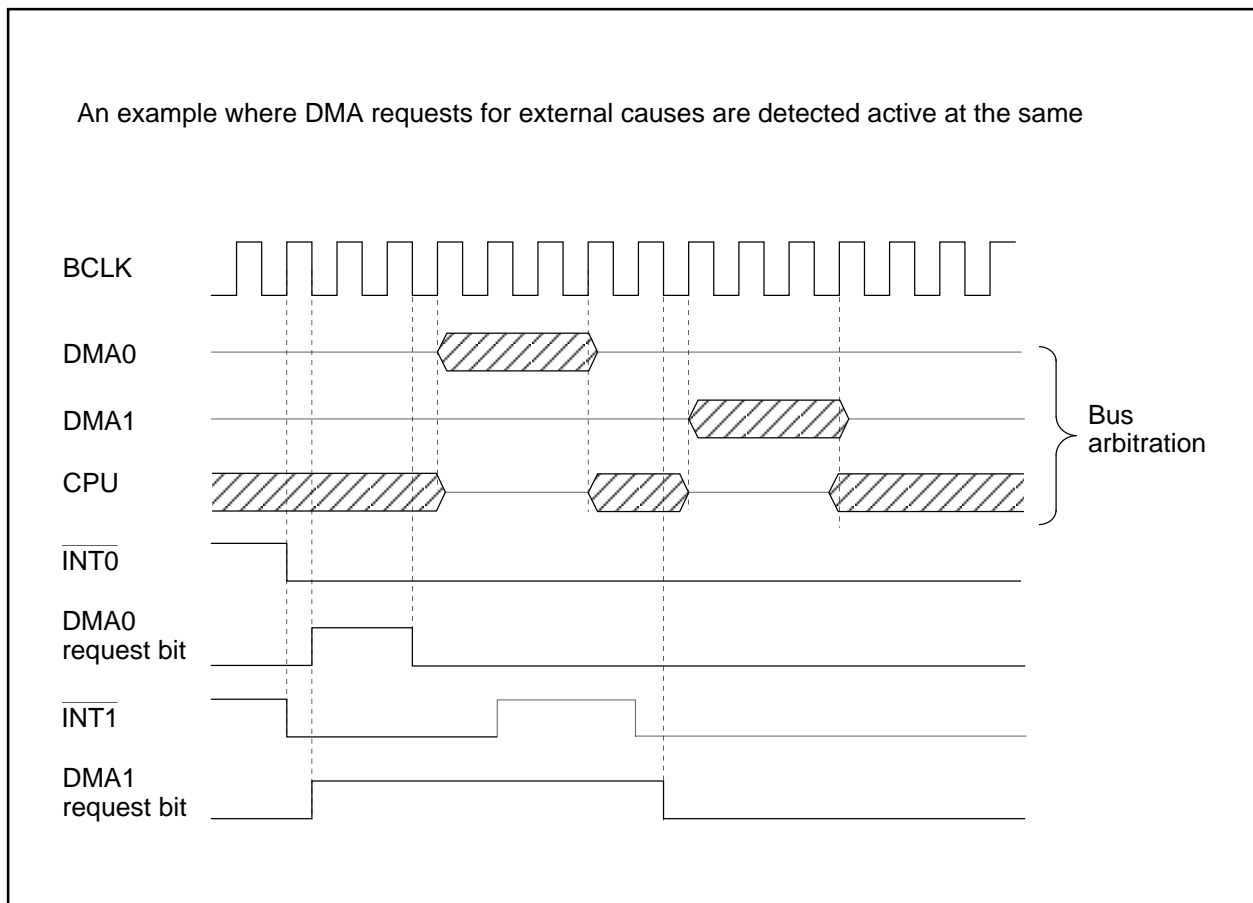 An example where DMA requests for external causes are detected active at the same
BCLK
DMA0
DMA1
CPU
Bus
arbitration
INT0
DMA0
request bit
INT1
DMA1
request bit